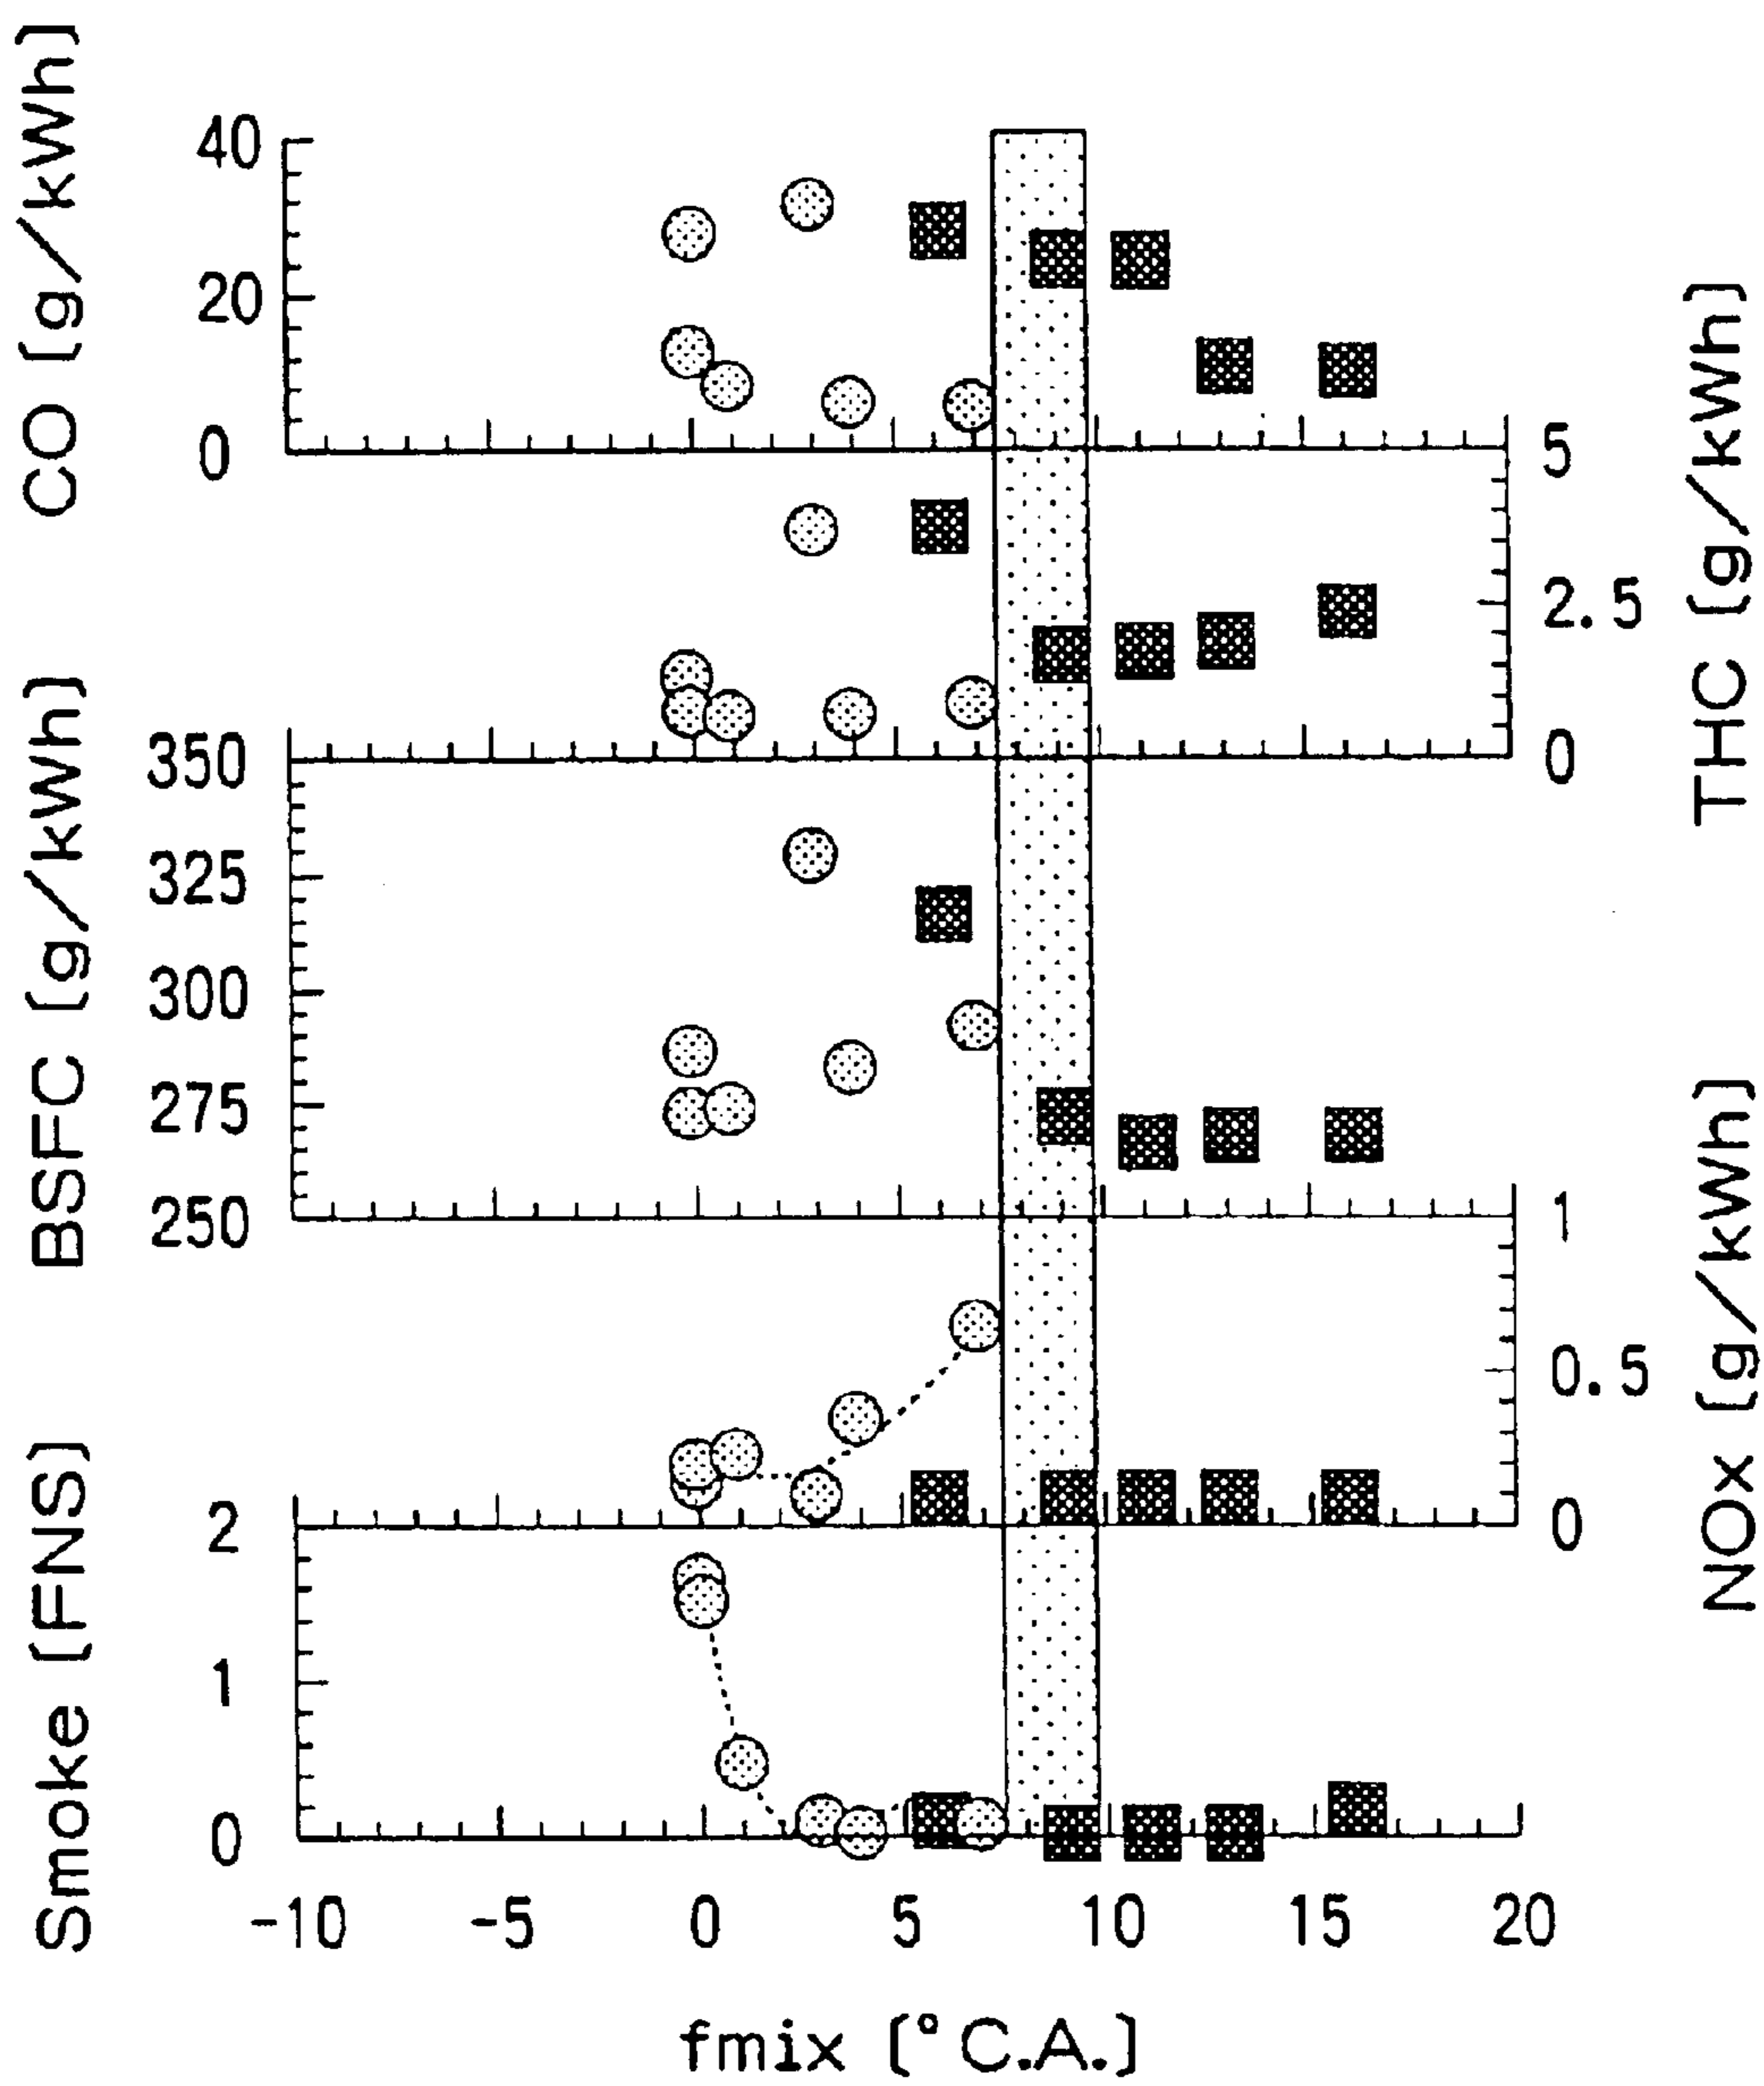 CO [g/kWh]
40
20
0
THC [g/kWh]
5
2.5
0
BSFC [g/kWh]
350
325
300
275
250
NOx [g/kWh]
1
0.5
0
Smoke [FNS]
2
1
0
-10 -5 0 5 10 15 20
fmix [° C.A.]